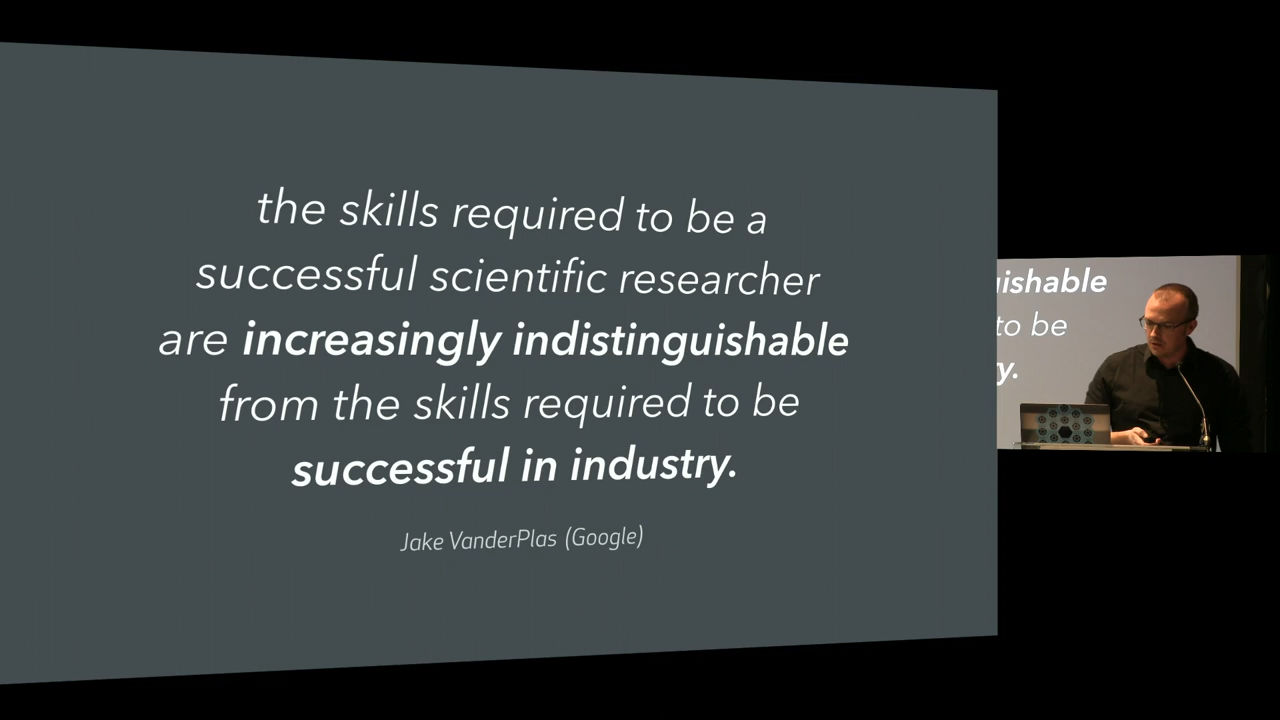 the skills required to be a
successful scientific researcher
are increasingly indistinguishable
from the skills required to be
successful in industry.
Jake VanderPlas (Google)
uishable
to be
y.